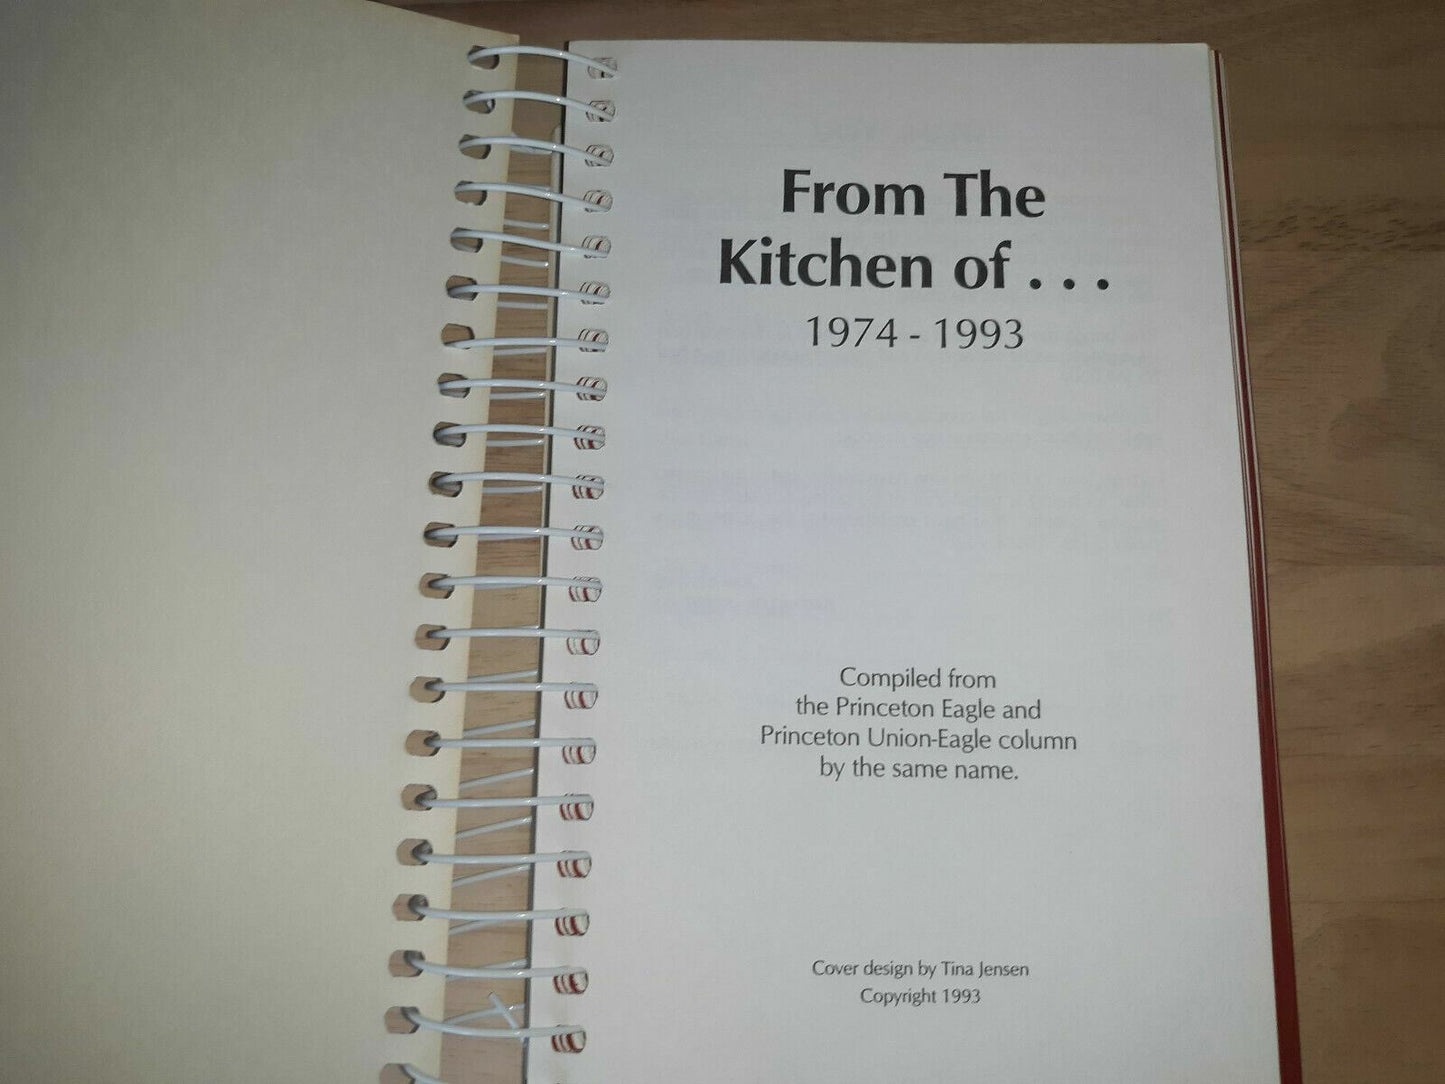 From The
Kitchen of . . .
1974 - 1993
Compiled from
the Princeton Eagle and
Princeton Union-Eagle column
by the same name.
Cover design by Tina Jensen
Copyright 1993